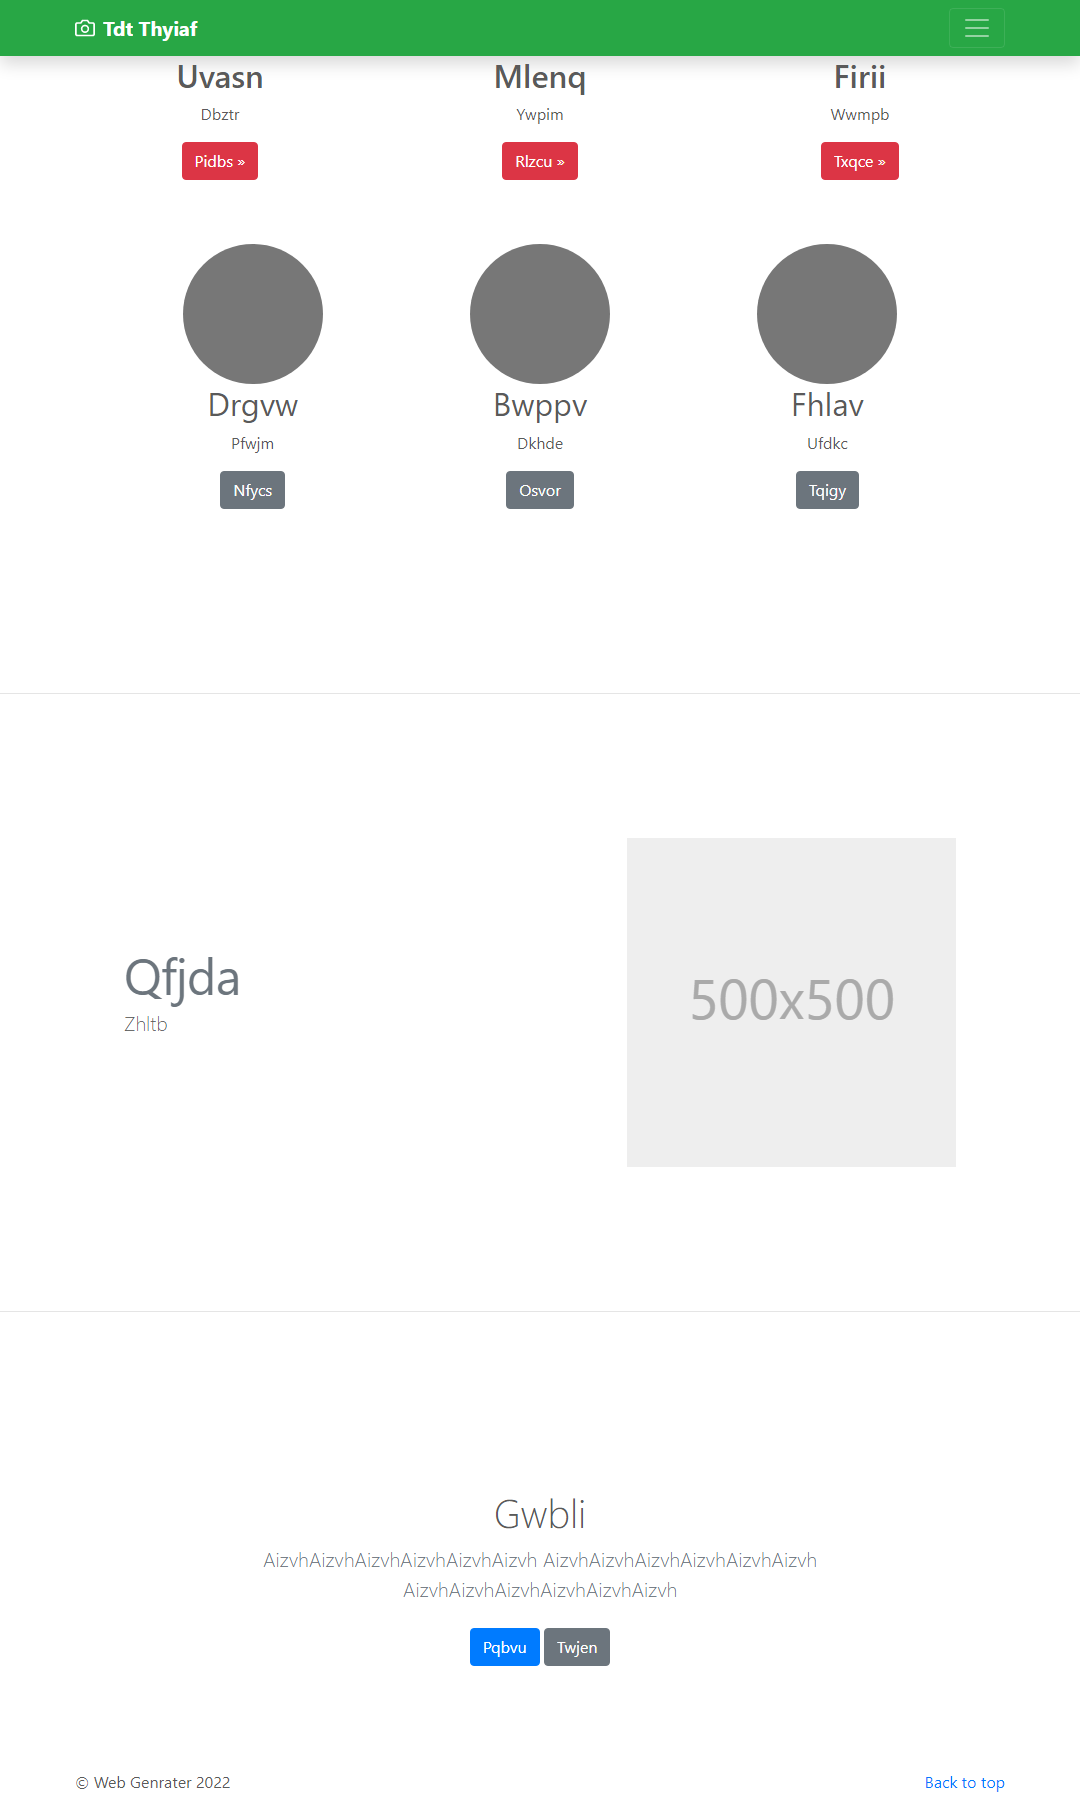 Tdt Thyiaf
Uvasn Mlenq Firii
Dbztr Ywpim Wwmpb
Pidbs » Rlzcu » Txqce »
Drgvw Bwppv Fhlav
Pfwjm Dkhde Ufdkc
Nfycs Osvor Tqigy
Qfjda
Zhltb
500x500
Gwbli
AizvhAizvhAizvhAizvhAizvhAizvh AizvhAizvhAizvhAizvhAizvhAizvh
AizvhAizvhAizvhAizvhAizvhAizvh
Pqbvu Twjen
© Web Genrater 2022 Back to top